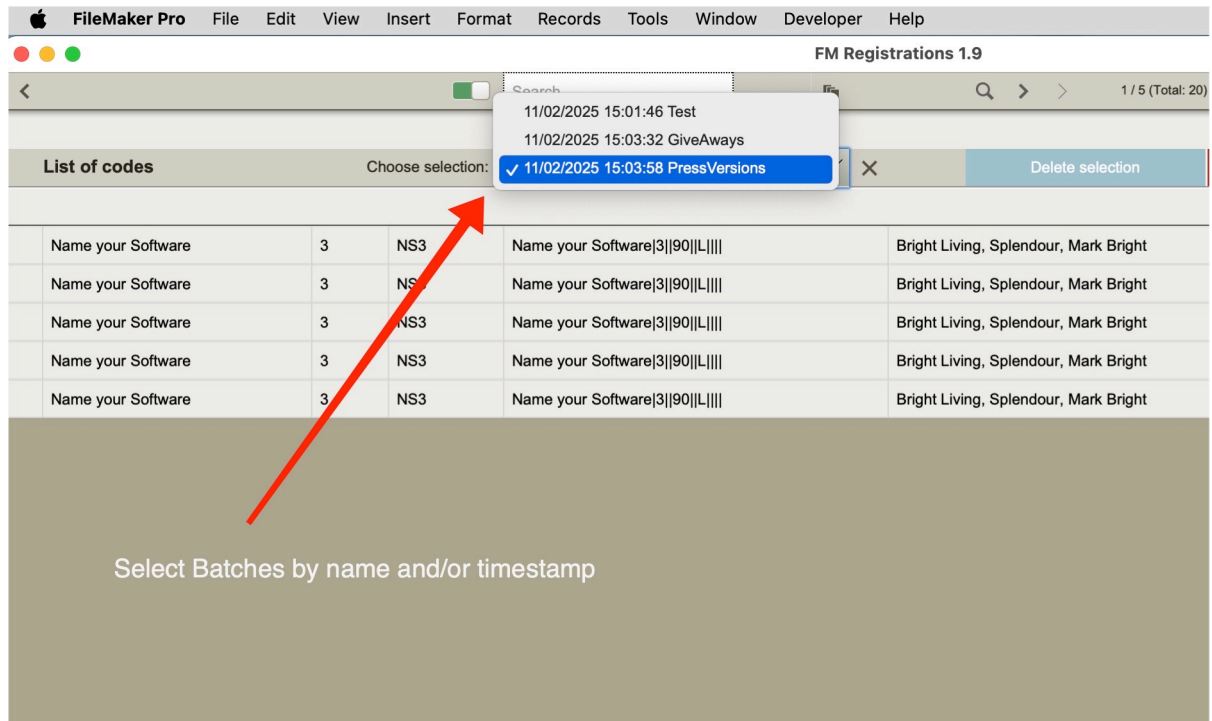 FileMaker Pro File Edit View Insert Format Records Tools Window Developer Help
FM Registrations 1.9
Search 1 / 5 (Total: 20)
11/02/2025 15:01:46 Test
11/02/2025 15:03:32 GiveAways
List of codes Choose selection: ✓ 11/02/2025 15:03:58 PressVersions Delete selection
Name your Software 3 NS3 Name your Software|3||90||L|||| Bright Living, Splendour, Mark Bright
Name your Software 3 NS3 Name your Software|3||90||L|||| Bright Living, Splendour, Mark Bright
Name your Software 3 NS3 Name your Software|3||90||L|||| Bright Living, Splendour, Mark Bright
Name your Software 3 NS3 Name your Software|3||90||L|||| Bright Living, Splendour, Mark Bright
Name your Software 3 NS3 Name your Software|3||90||L|||| Bright Living, Splendour, Mark Bright
Select Batches by name and/or timestamp